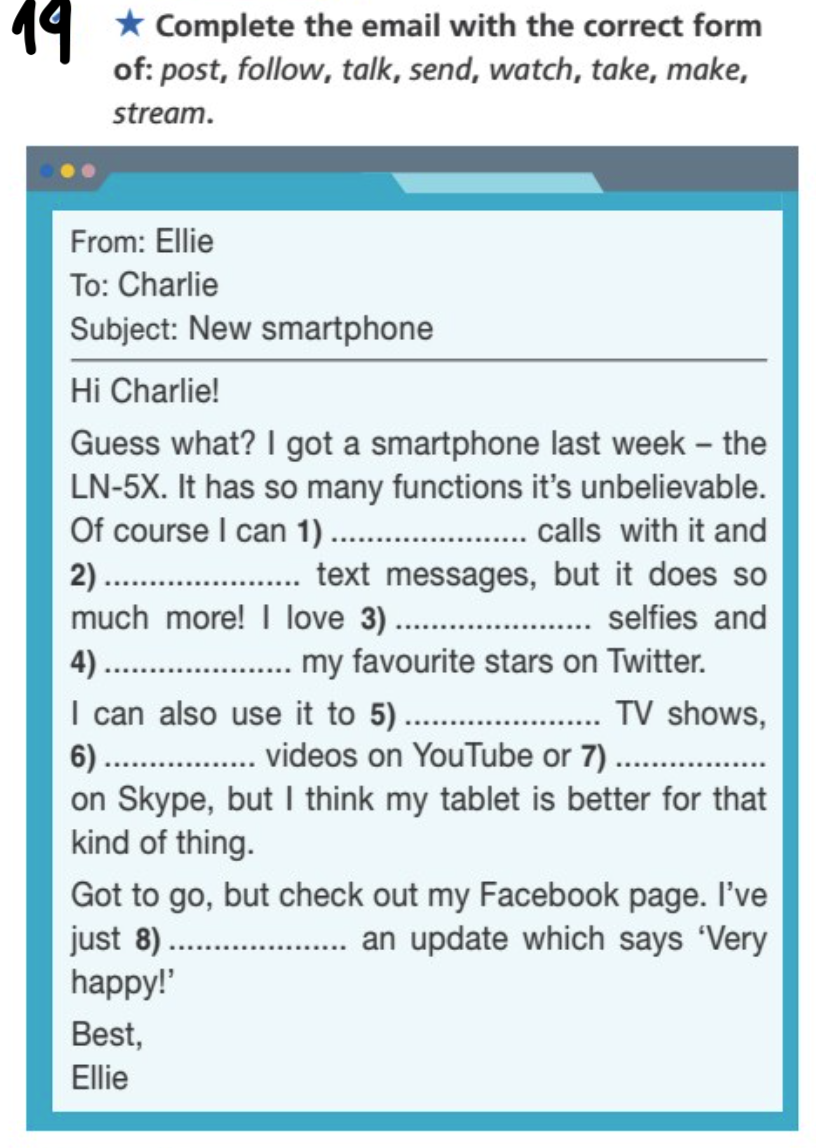 19 ★ Complete the email with the correct form
of: post, follow, talk, send, watch, take, make,
stream.
From: Ellie
To: Charlie
Subject: New smartphone
Hi Charlie!
Guess what? I got a smartphone last week – the
LN-5X. It has so many functions it's unbelievable.
Of course I can 1) ...................... calls with it and
2) ...................... text messages, but it does so
much more! I love 3) ...................... selfies and
4) ..................... my favourite stars on Twitter.
I can also use it to 5) ...................... TV shows,
6) ................. videos on YouTube or 7) .................
on Skype, but I think my tablet is better for that
kind of thing.
Got to go, but check out my Facebook page. I've
just 8) .................... an update which says ‘Very
happy!’
Best,
Ellie